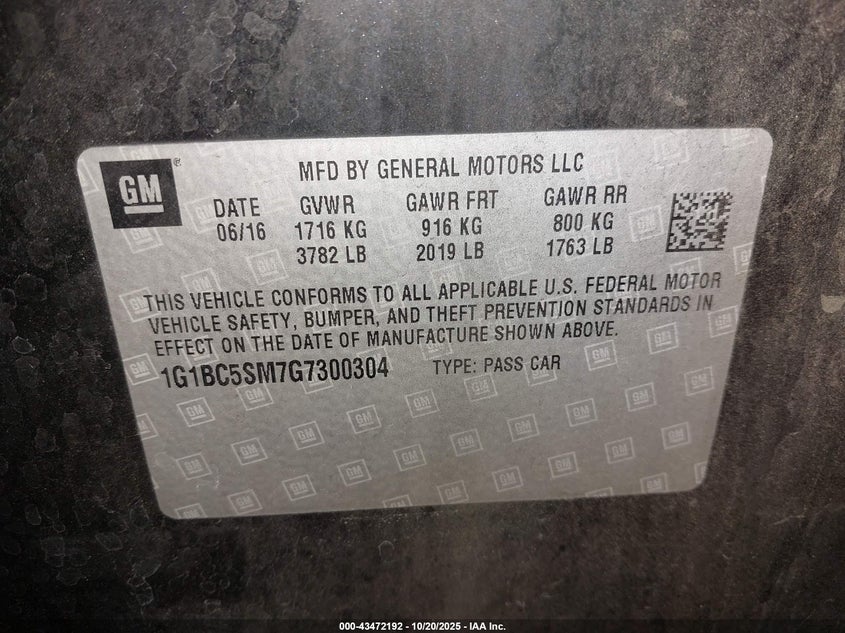 GM
MFD BY GENERAL MOTORS LLC
DATE GVWR GAWR FRT GAWR RR
06/16 1716 KG 916 KG 800 KG
3782 LB 2019 LB 1763 LB
THIS VEHICLE CONFORMS TO ALL APPLICABLE U.S. FEDERAL MOTOR
VEHICLE SAFETY, BUMPER, AND THEFT PREVENTION STANDARDS IN
EFFECT ON THE DATE OF MANUFACTURE SHOWN ABOVE.
1G1BC5SM7G7300304 TYPE: PASS CAR
000-43472192 - 10/20/2025 - IAA Inc.